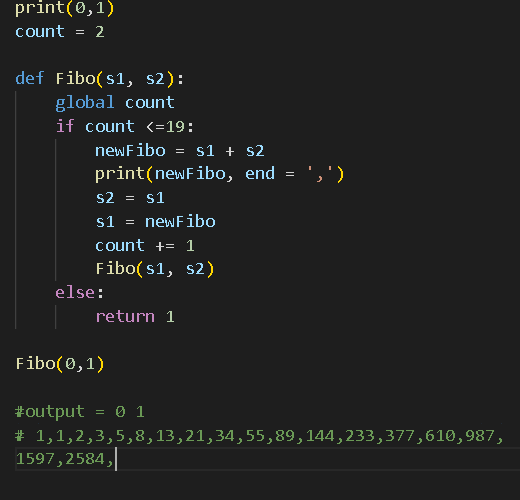 print(0,1)
count = 2
def Fibo(s1, s2):
    global count
    if count <=19:
        newFibo = s1 + s2
        print(newFibo, end = ',')
        s2 = s1
        s1 = newFibo
        count += 1
        Fibo(s1, s2)
    else:
        return 1
Fibo(0,1)
#output = 0 1
# 1,1,2,3,5,8,13,21,34,55,89,144,233,377,610,987,
1597,2584,